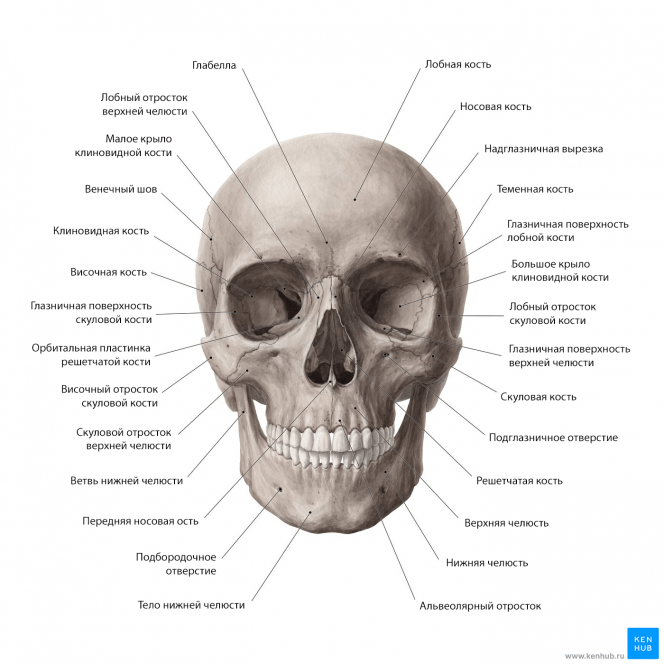 Глабелла
Лобный отросток
верхней челюсти
Малое крыло
клиновидной кости
Венечный шов
Клиновидная кость
Височная кость
Глазничная поверхность
скуловой кости
Орбитальная пластинка
решетчатой кости
Височный отросток
скуловой кости
Скуловой отросток
верхней челюсти
Ветвь нижней челюсти
Передняя носовая ость
Подбородочное
отверстие
Тело нижней челюсти
Лобная кость
Носовая кость
Надглазничная вырезка
Теменная кость
Глазничная поверхность
лобной кости
Большое крыло
клиновидной кости
Лобный отросток
скуловой кости
Глазничная поверхность
верхней челюсти
Скуловая кость
Подглазничное отверстие
Решетчатая кость
Верхняя челюсть
Нижняя челюсть
Альвеолярный отросток
KEN
HUB
www.kenhub.ru